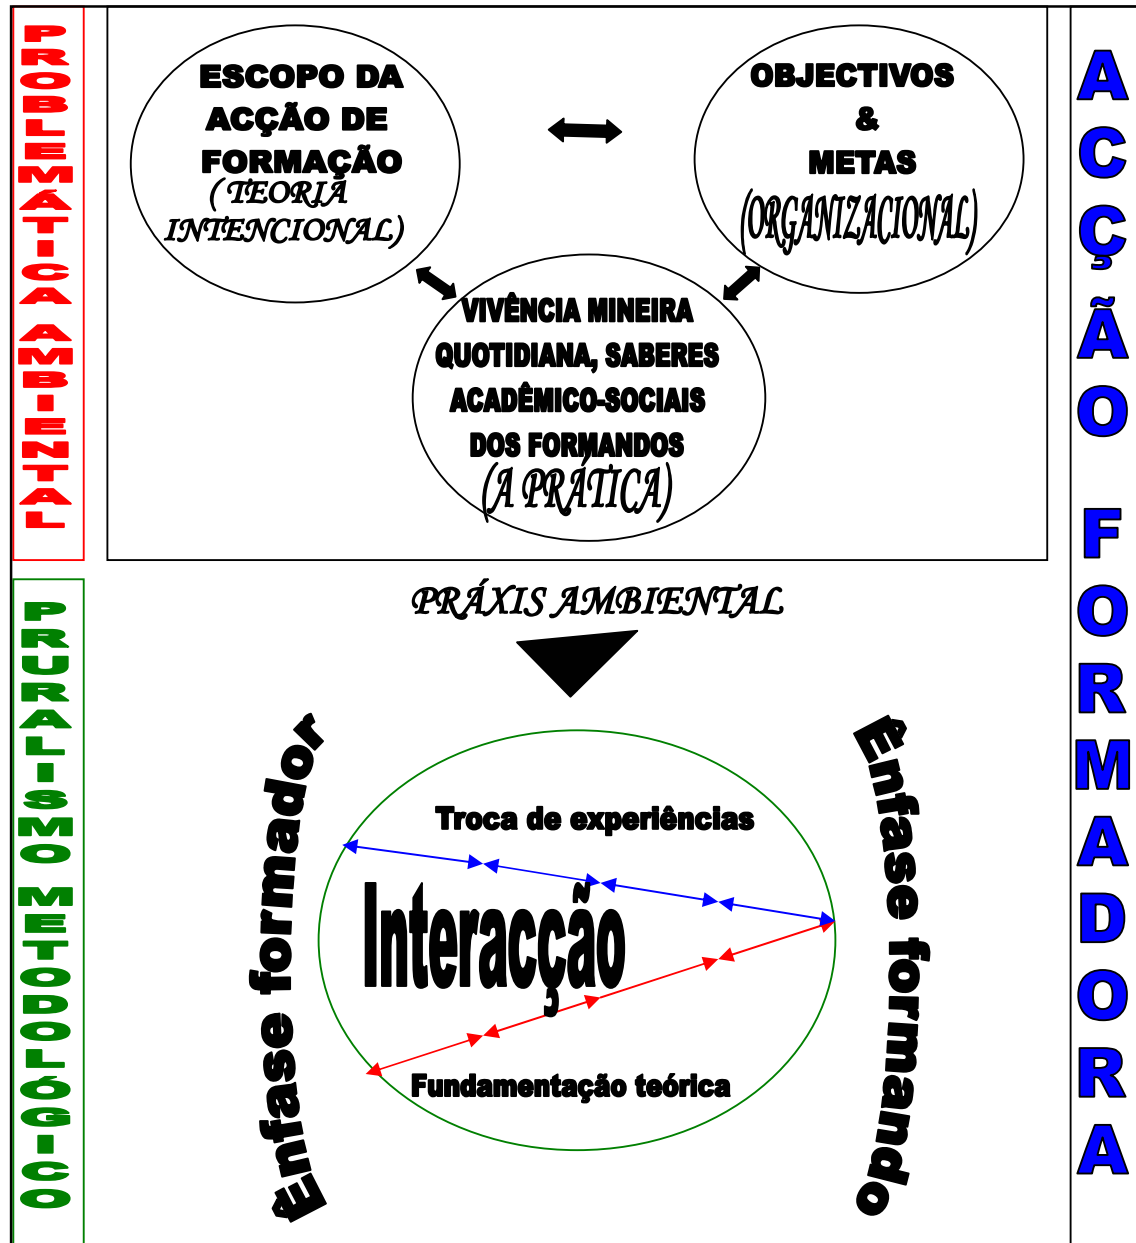 PROBLEMÁTICA AMBIENTAL
ESCOPO DA
ACÇÃO DE
FORMAÇÃO
( TEORIA
INTENCIONAL)
OBJECTIVOS
&
METAS
(ORGANIZACIONAL)
VIVÊNCIA MINEIRA
QUOTIDIANA, SABERES
ACADÊMICO-SOCIAIS
DOS FORMANDOS
(A PRÁTICA)
ACÇÃO FORMADORA
PRURALISMO METODOLÓGICO
PRÁXIS AMBIENTAL
Ênfase formador
Troca de experiências
Interacção
Fundamentação teórica
Ênfase formando